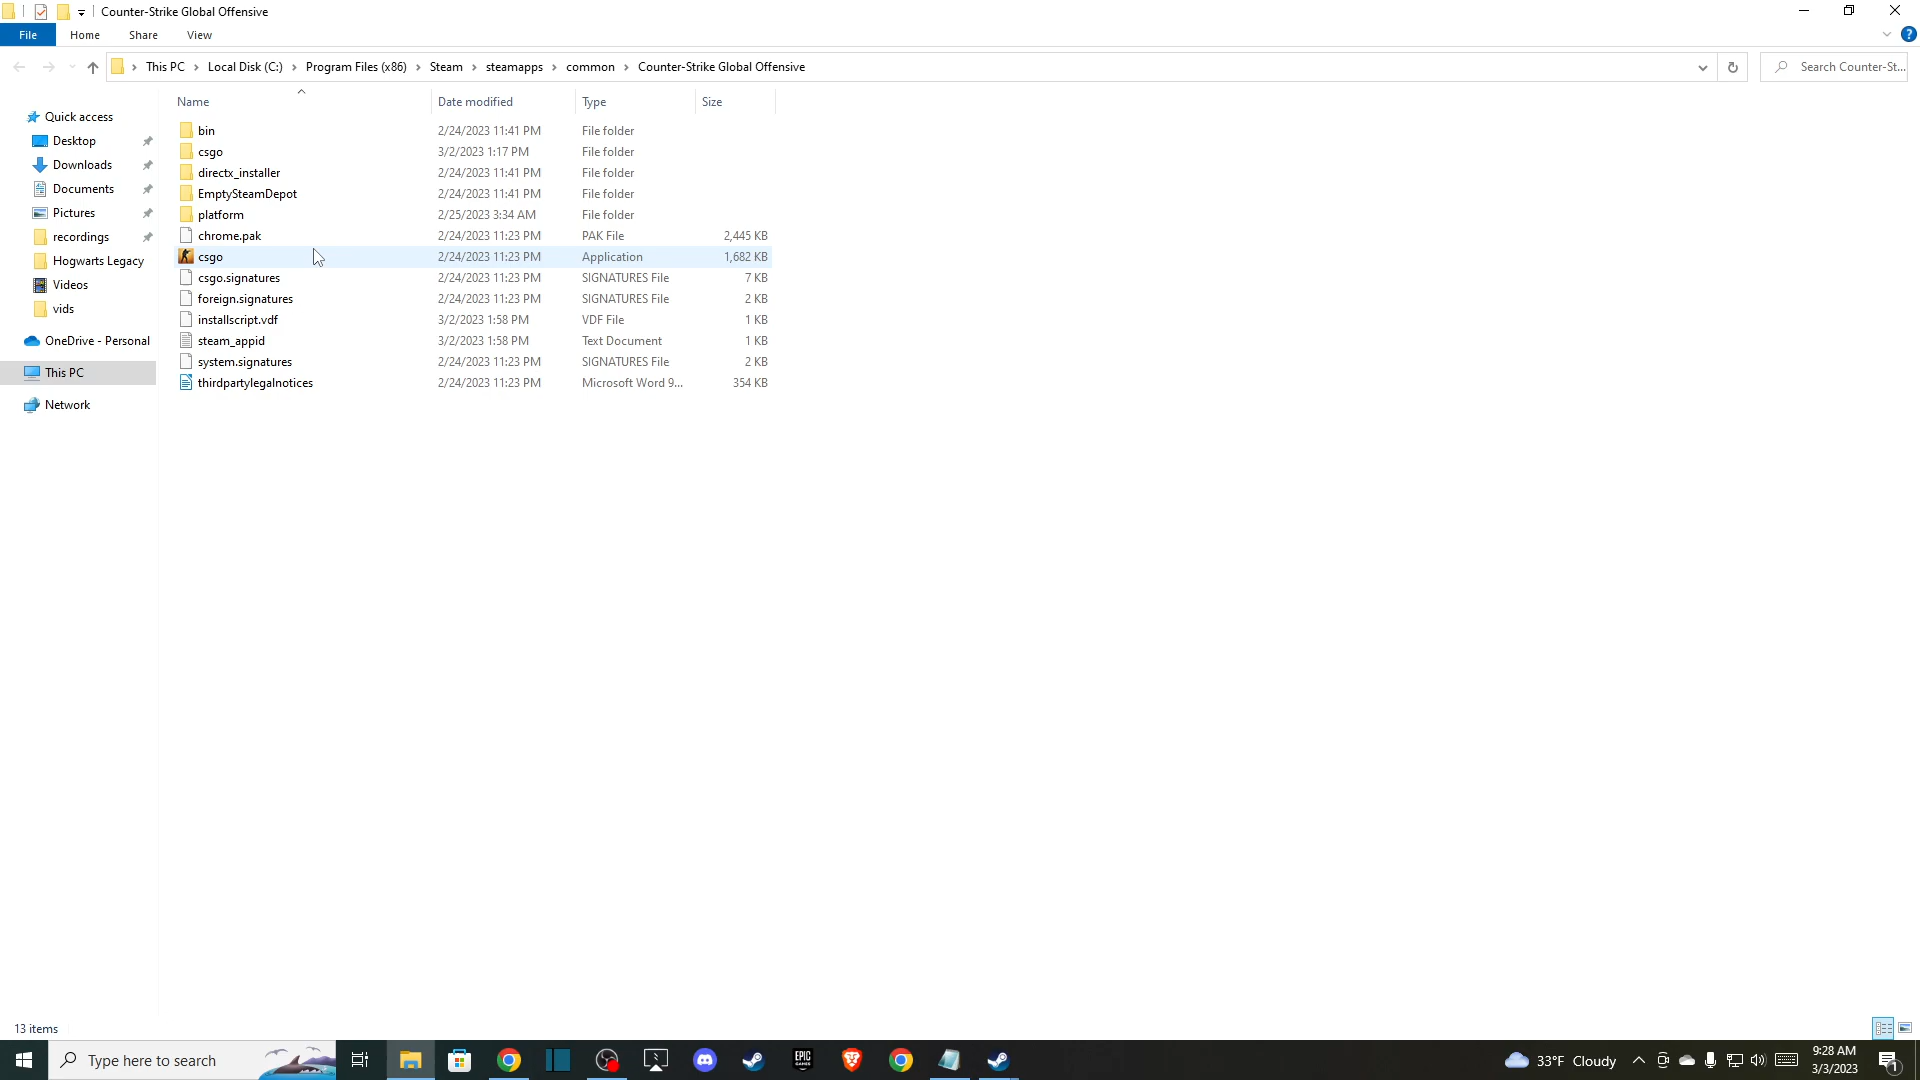 Counter-Strike Global Offensive
File Home Share View
This PC Local Disk (C:) Program Files (x86) Steam steamapps common Counter-Strike Global Offensive
Search Counter-St...
Name Date modified Type Size
Quick access
Desktop
Downloads
Documents
Pictures
recordings
Hogwarts Legacy
Videos
vids
OneDrive - Personal
This PC
Network
bin 2/24/2023 11:41 PM File folder
csgo 3/2/2023 1:17 PM File folder
directx_installer 2/24/2023 11:41 PM File folder
EmptySteamDepot 2/24/2023 11:41 PM File folder
platform 2/25/2023 3:34 AM File folder
chrome.pak 2/24/2023 11:23 PM PAK File 2,445 KB
csgo 2/24/2023 11:23 PM Application 1,682 KB
csgo.signatures 2/24/2023 11:23 PM SIGNATURES File 7 KB
foreign.signatures 2/24/2023 11:23 PM SIGNATURES File 2 KB
installscript.vdf 3/2/2023 1:58 PM VDF File 1 KB
steam_appid 3/2/2023 1:58 PM Text Document 1 KB
system.signatures 2/24/2023 11:23 PM SIGNATURES File 2 KB
thirdpartylegalnotices 2/24/2023 11:23 PM Microsoft Word 9... 354 KB
13 items
Type here to search
EPIC GAMES
33°F Cloudy
9:28 AM
3/3/2023
1